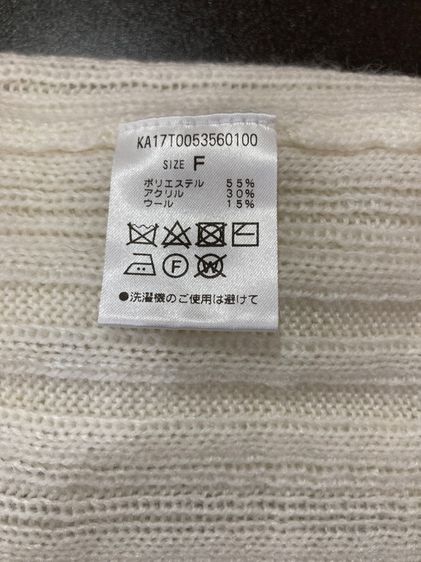 KA17T0053560100
SIZE F
ポリエステル 55%
アクリル 30%
ウール 15%
F W
●洗濯機のご使用は避けて